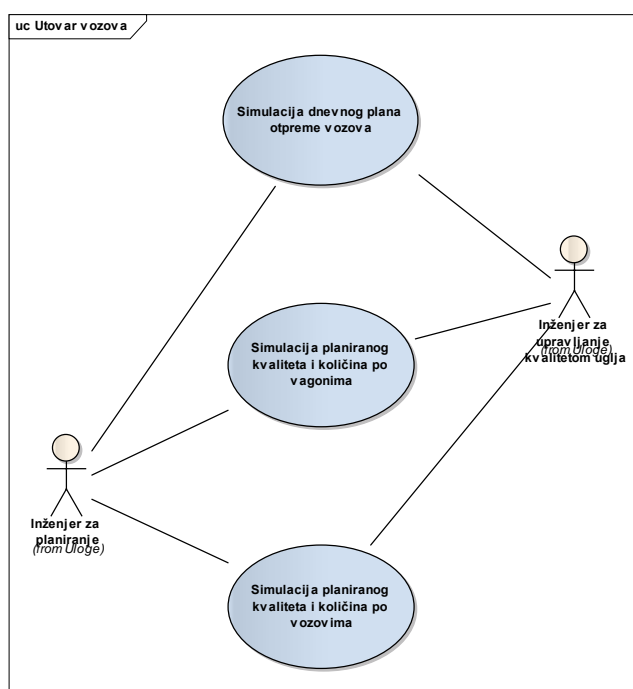 uc Utovar vozova
Simulacija dnevnog plana
otpreme vozova
Inženjer za
upravljanje
(from Uloge)
kvalitetom uglja
Simulacija planiranog
kvaliteta i količina po
vagonima
Inženjer za
planiranje
(from Uloge)
Simulacija planiranog
kvaliteta i količina po
vozovima